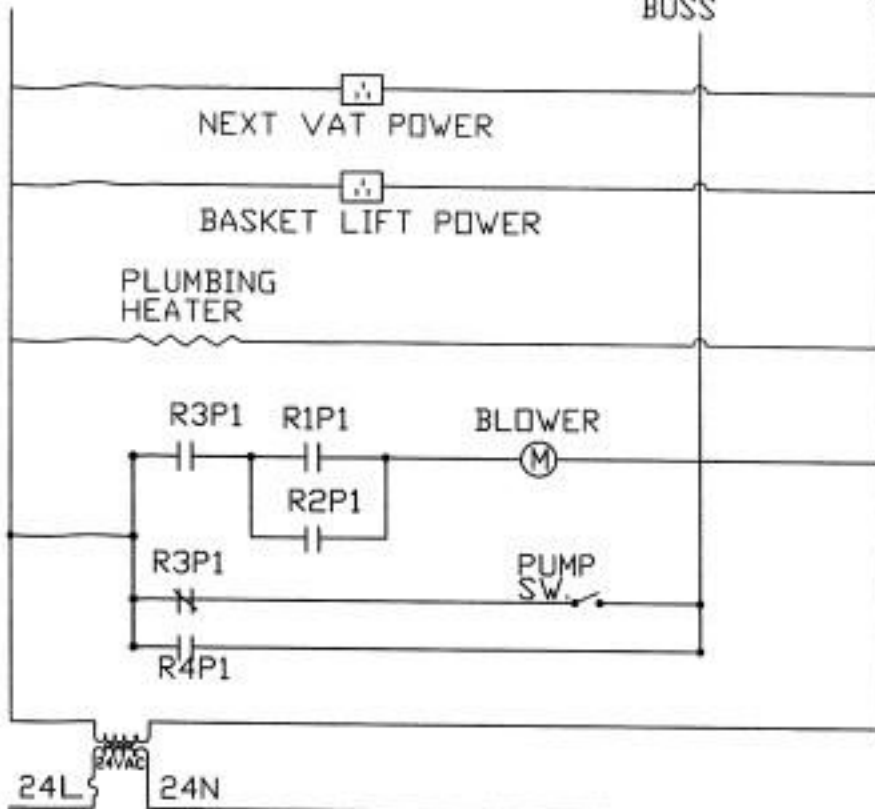 BUSS
NEXT VAT POWER
BASKET LIFT POWER
PLUMBING
HEATER
R3P1
R1P1
BLOWER
M
R2P1
R3P1
PUMP
SW.
R4P1
24VAC
24L
24N